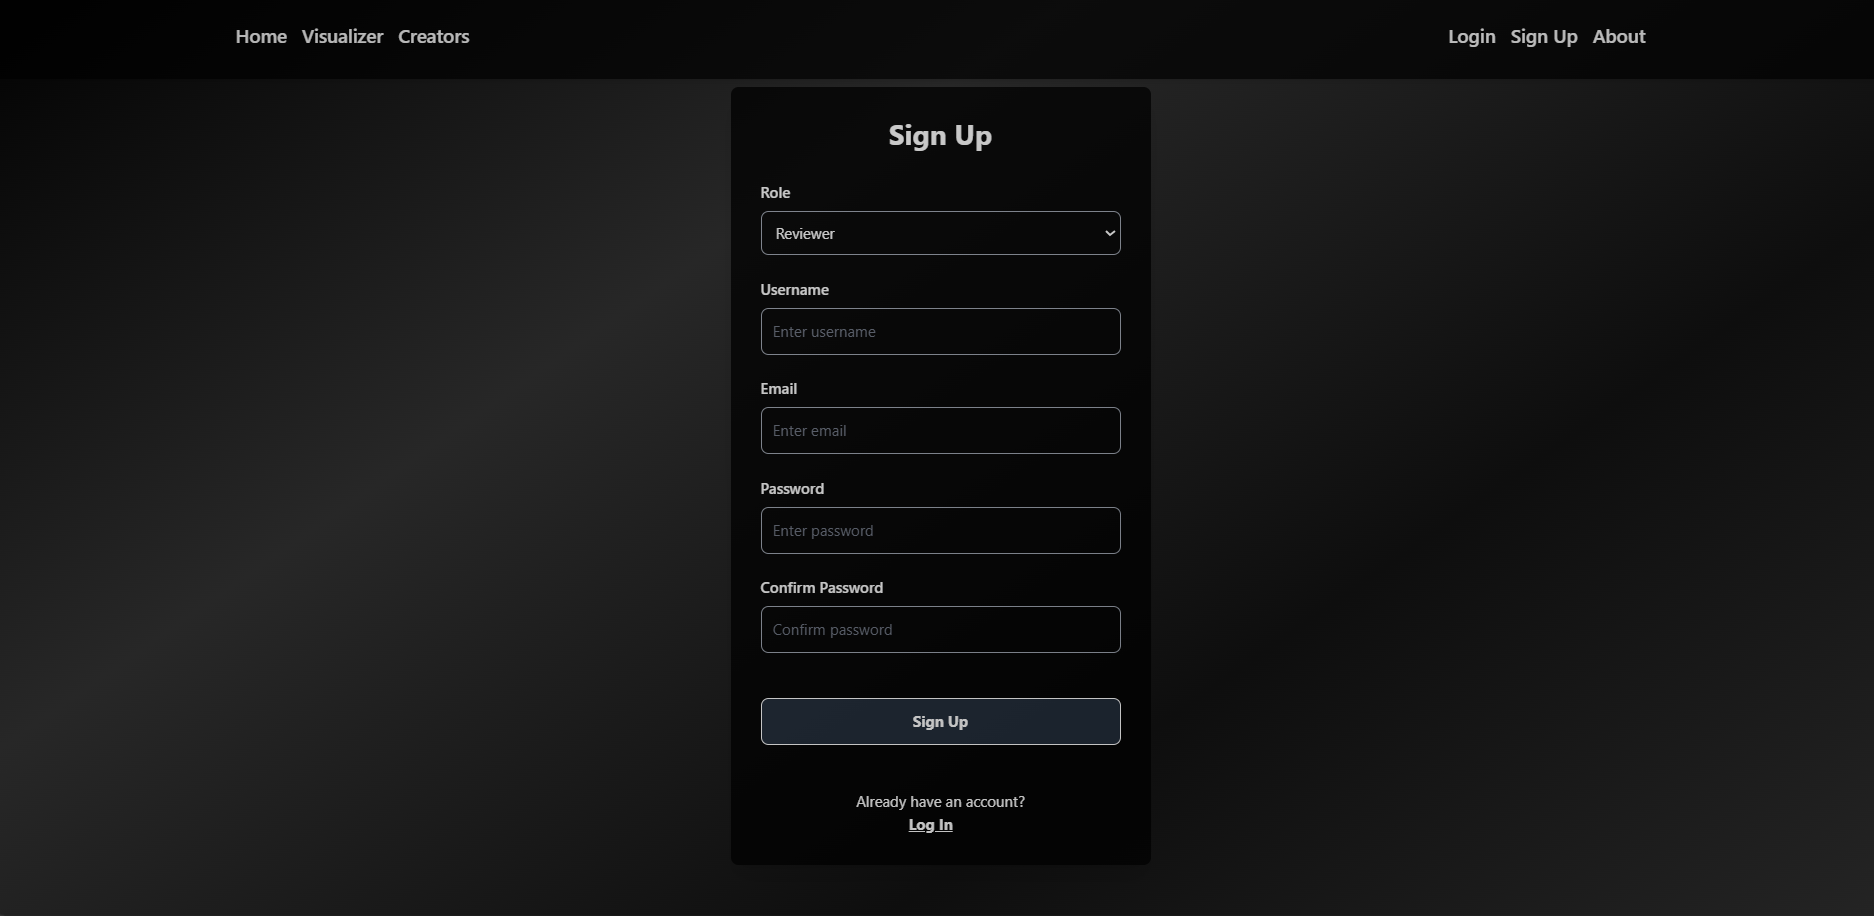 Home Visualizer Creators Login Sign Up About
Sign Up
Role
Reviewer
Username
Enter username
Email
Enter email
Password
Enter password
Confirm Password
Confirm password
Sign Up
Already have an account?
Log In